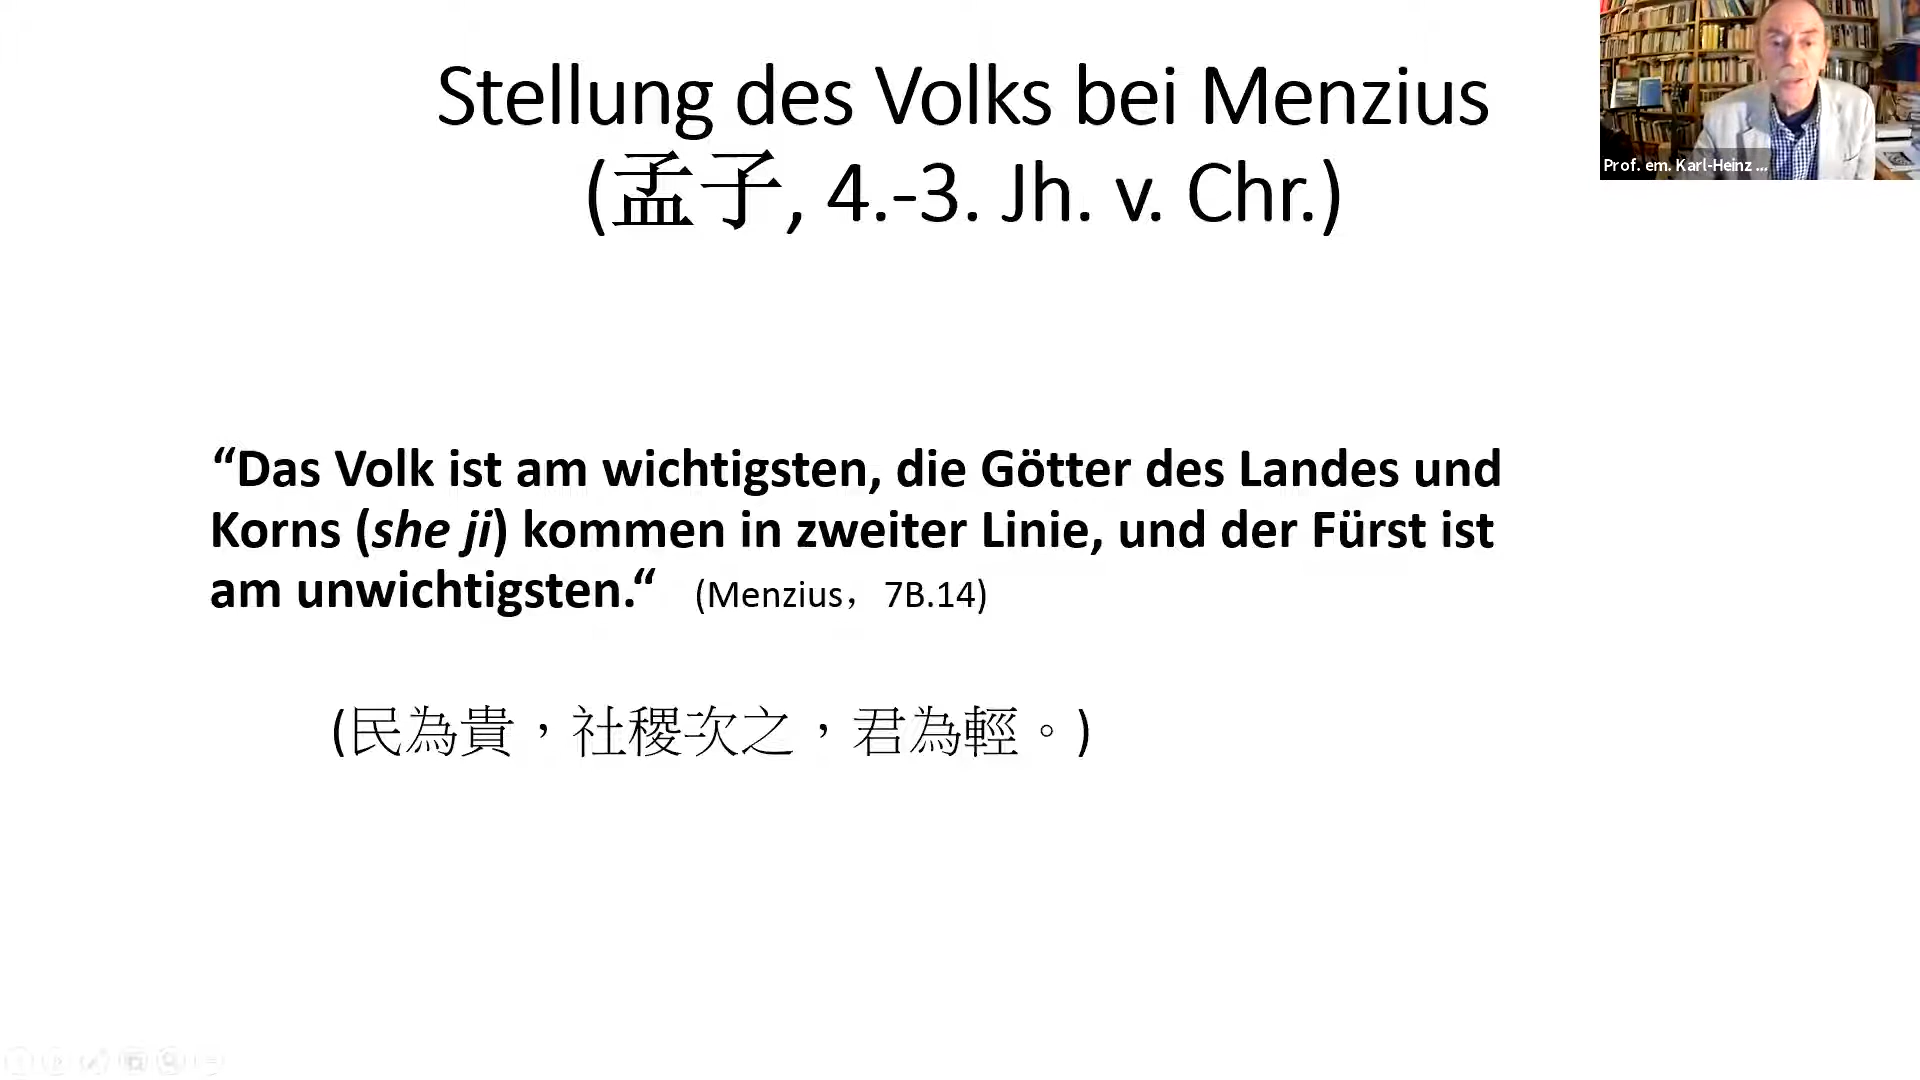 Stellung des Volks bei Menzius
(孟子, 4.-3. Jh. v. Chr.)
Prof. em. Karl-Heinz ...
“Das Volk ist am wichtigsten, die Götter des Landes und
Korns (she ji) kommen in zweiter Linie, und der Fürst ist
am unwichtigsten.“ (Menzius，7B.14)
(民為貴，社稷次之，君為輕。)